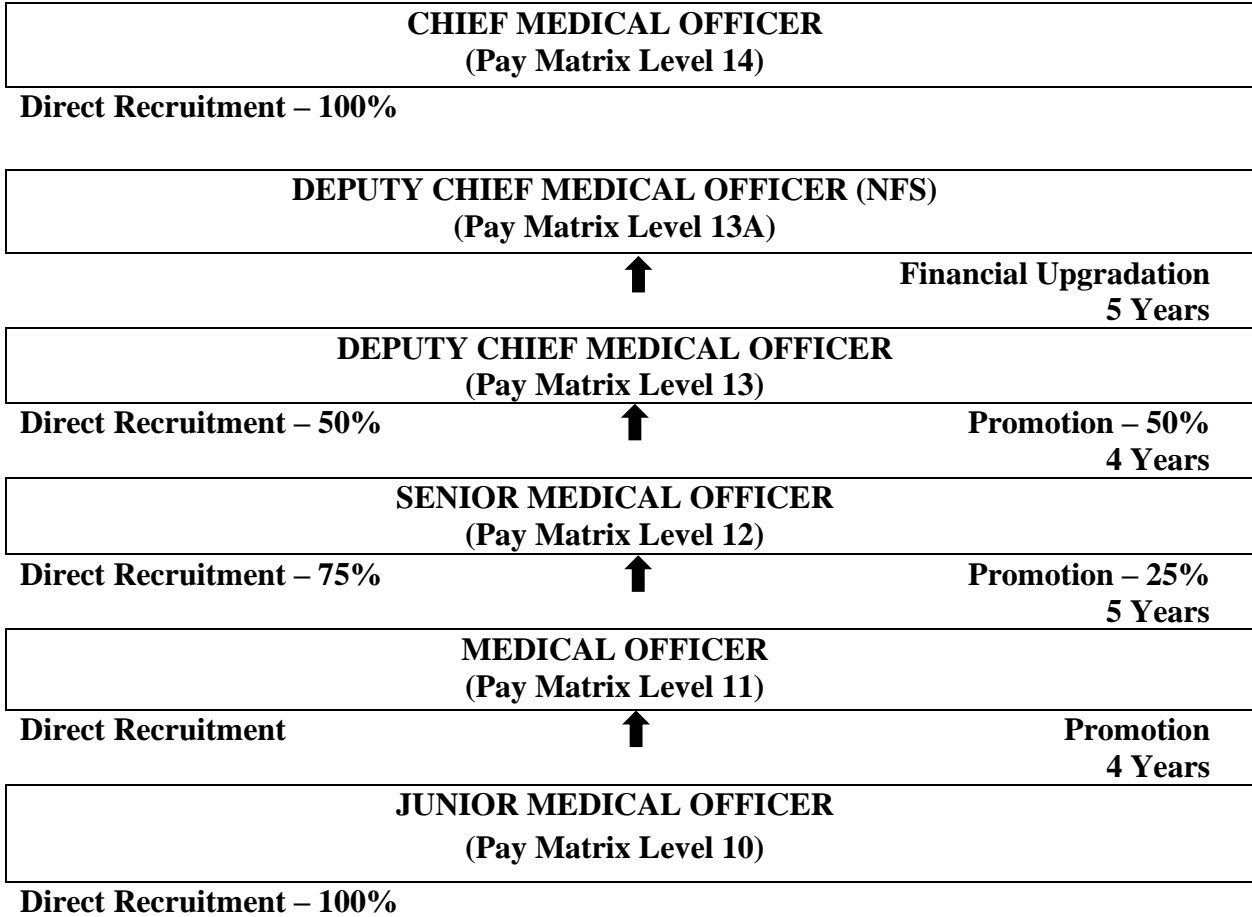 CHIEF MEDICAL OFFICER
(Pay Matrix Level 14)
Direct Recruitment – 100%
DEPUTY CHIEF MEDICAL OFFICER (NFS)
(Pay Matrix Level 13A)
Financial Upgradation
5 Years
DEPUTY CHIEF MEDICAL OFFICER
(Pay Matrix Level 13)
Direct Recruitment – 50% Promotion – 50%
4 Years
SENIOR MEDICAL OFFICER
(Pay Matrix Level 12)
Direct Recruitment – 75% Promotion – 25%
5 Years
MEDICAL OFFICER
(Pay Matrix Level 11)
Direct Recruitment Promotion
4 Years
JUNIOR MEDICAL OFFICER
(Pay Matrix Level 10)
Direct Recruitment – 100%